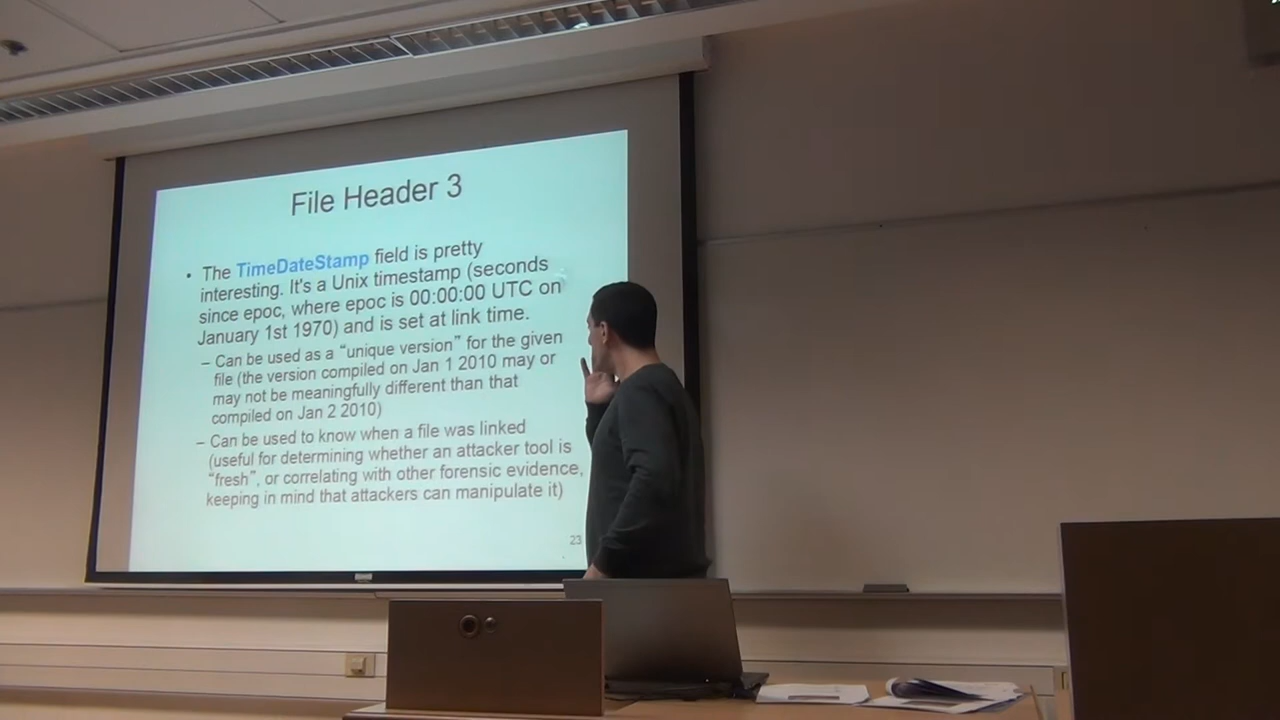 File Header 3
• The TimeDateStamp field is pretty
interesting. It's a Unix timestamp (seconds
since epoc, where epoc is 00:00:00 UTC on
January 1st 1970) and is set at link time.
– Can be used as a “unique version” for the given
file (the version compiled on Jan 1 2010 may or
may not be meaningfully different than that
compiled on Jan 2 2010)
– Can be used to know when a file was linked
(useful for determining whether an attacker tool is
“fresh”, or correlating with other forensic evidence,
keeping in mind that attackers can manipulate it)
23